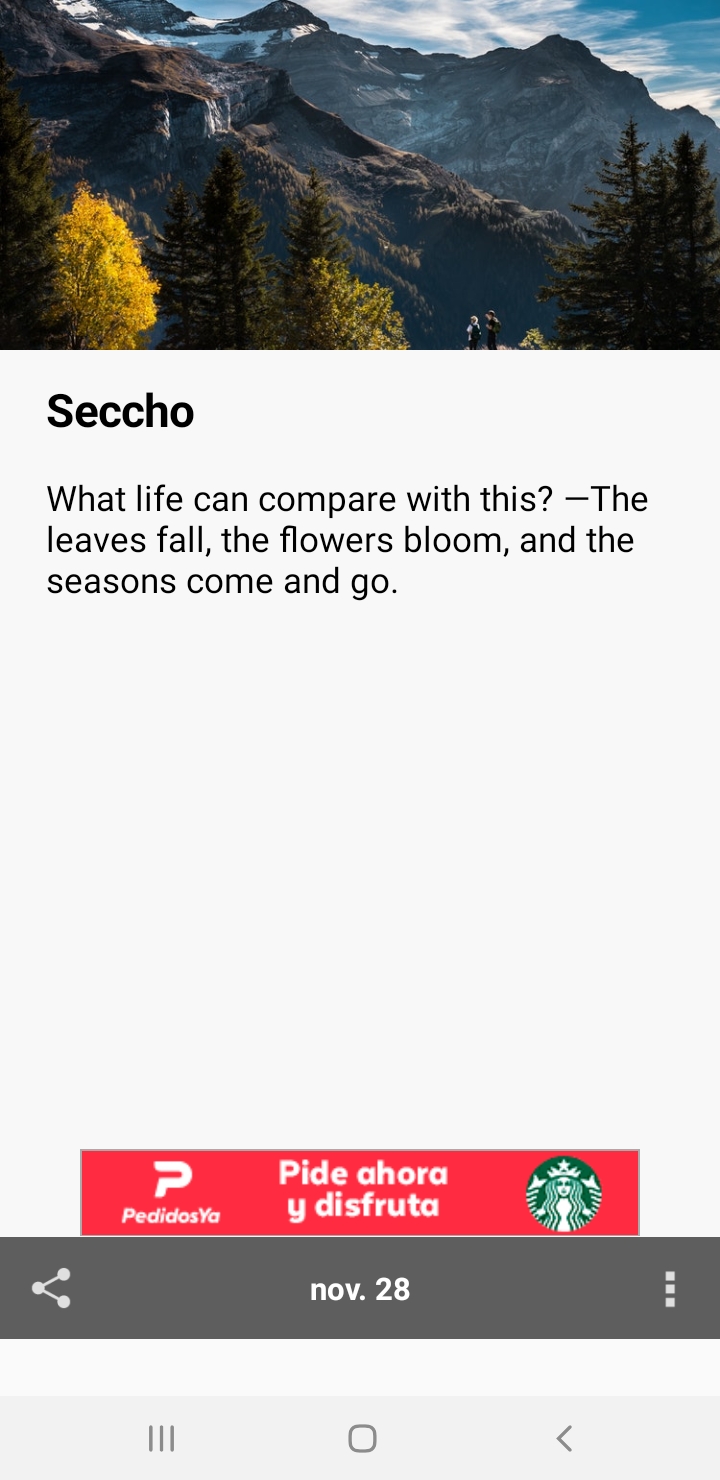 Seccho
What life can compare with this? —The
leaves fall, the flowers bloom, and the
seasons come and go.
PedidosYa
Pide ahora
y disfruta
nov. 28